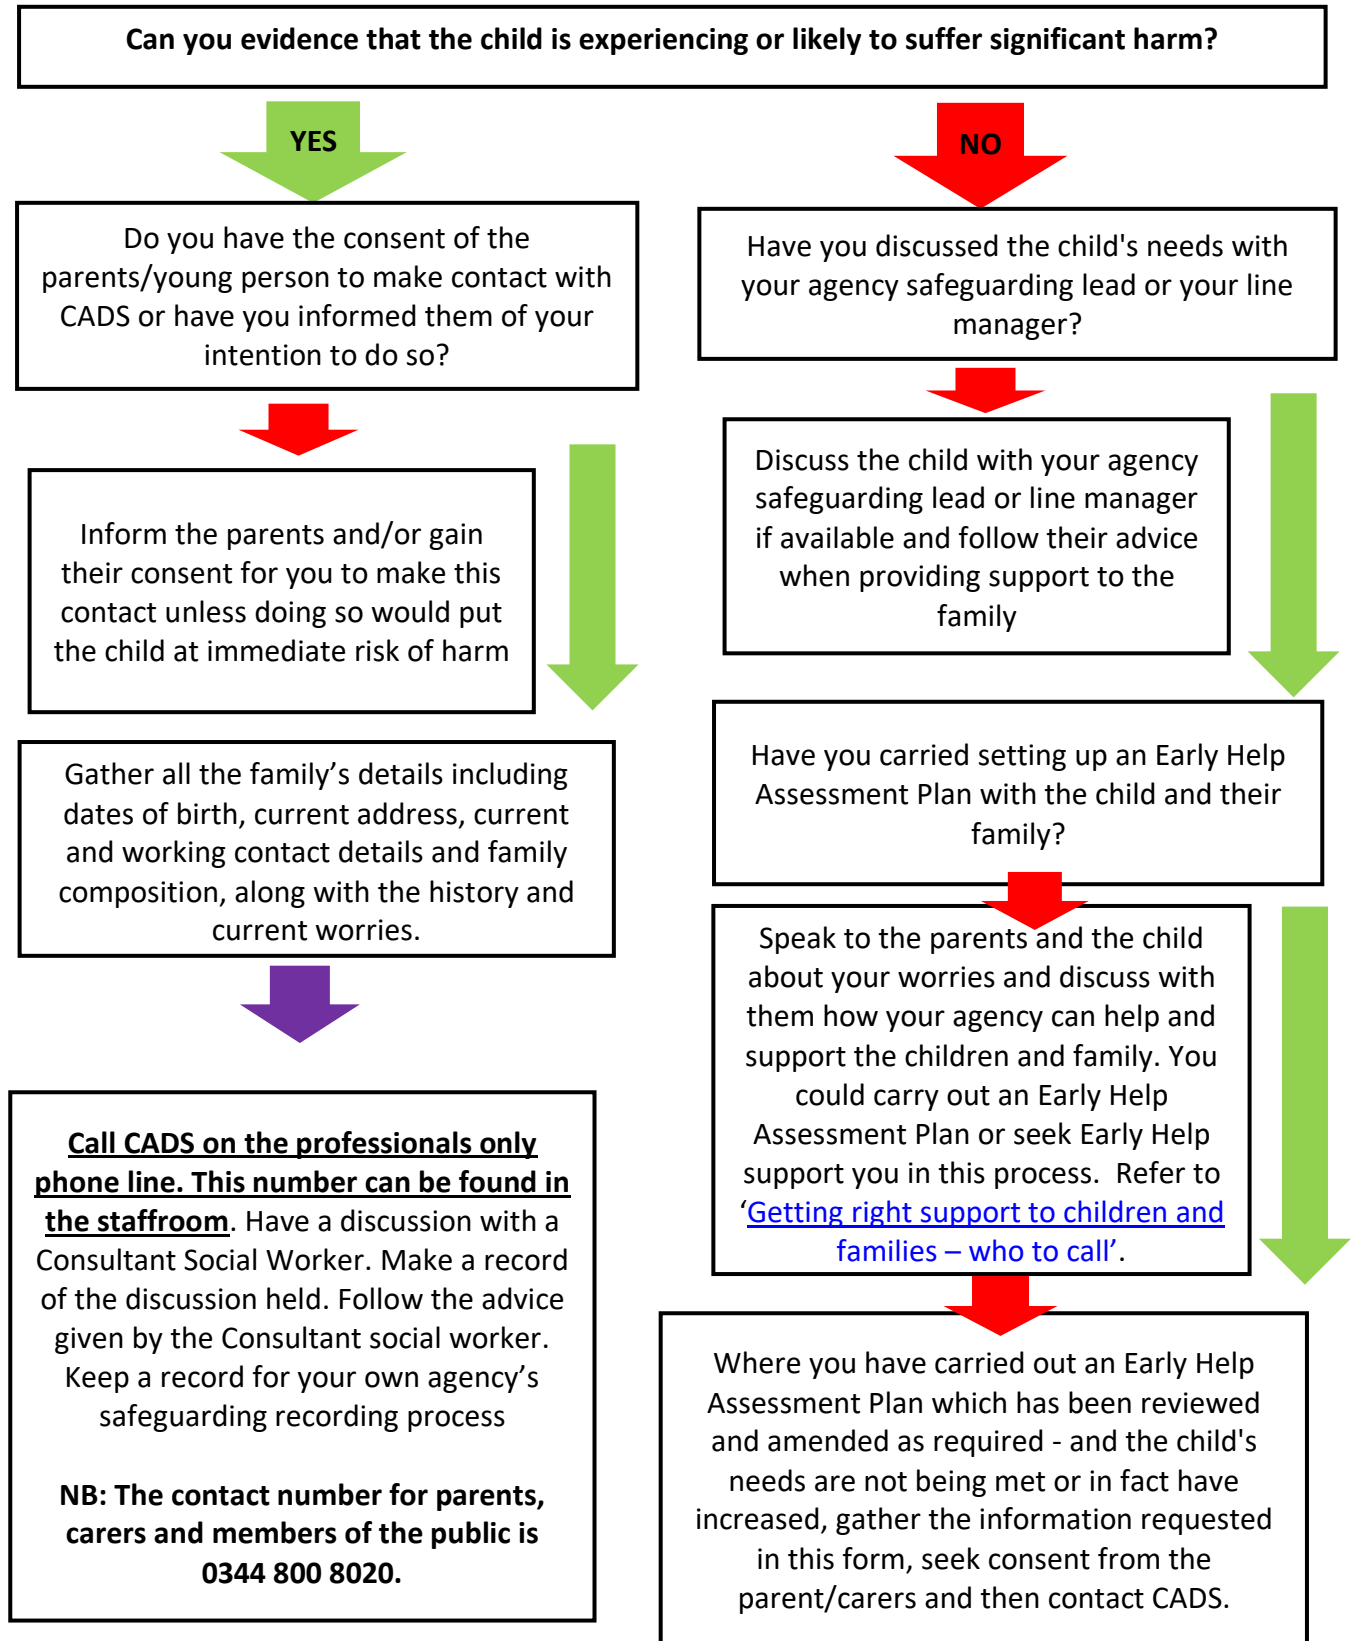 Can you evidence that the child is experiencing or likely to suffer significant harm?
YES
NO
Do you have the consent of the
parents/young person to make contact with
CADS or have you informed them of your
intention to do so?
Inform the parents and/or gain
their consent for you to make this
contact unless doing so would put
the child at immediate risk of harm
Gather all the family’s details including
dates of birth, current address, current
and working contact details and family
composition, along with the history and
current worries.
Call CADS on the professionals only
phone line. This number can be found in
the staffroom. Have a discussion with a
Consultant Social Worker. Make a record
of the discussion held. Follow the advice
given by the Consultant social worker.
Keep a record for your own agency’s
safeguarding recording process
NB: The contact number for parents,
carers and members of the public is
0344 800 8020.
Have you discussed the child's needs with
your agency safeguarding lead or your line
manager?
Discuss the child with your agency
safeguarding lead or line manager
if available and follow their advice
when providing support to the
family
Have you carried setting up an Early Help
Assessment Plan with the child and their
family?
Speak to the parents and the child
about your worries and discuss with
them how your agency can help and
support the children and family. You
could carry out an Early Help
Assessment Plan or seek Early Help
support you in this process. Refer to
‘Getting right support to children and
families – who to call’.
Where you have carried out an Early Help
Assessment Plan which has been reviewed
and amended as required - and the child's
needs are not being met or in fact have
increased, gather the information requested
in this form, seek consent from the
parent/carers and then contact CADS.